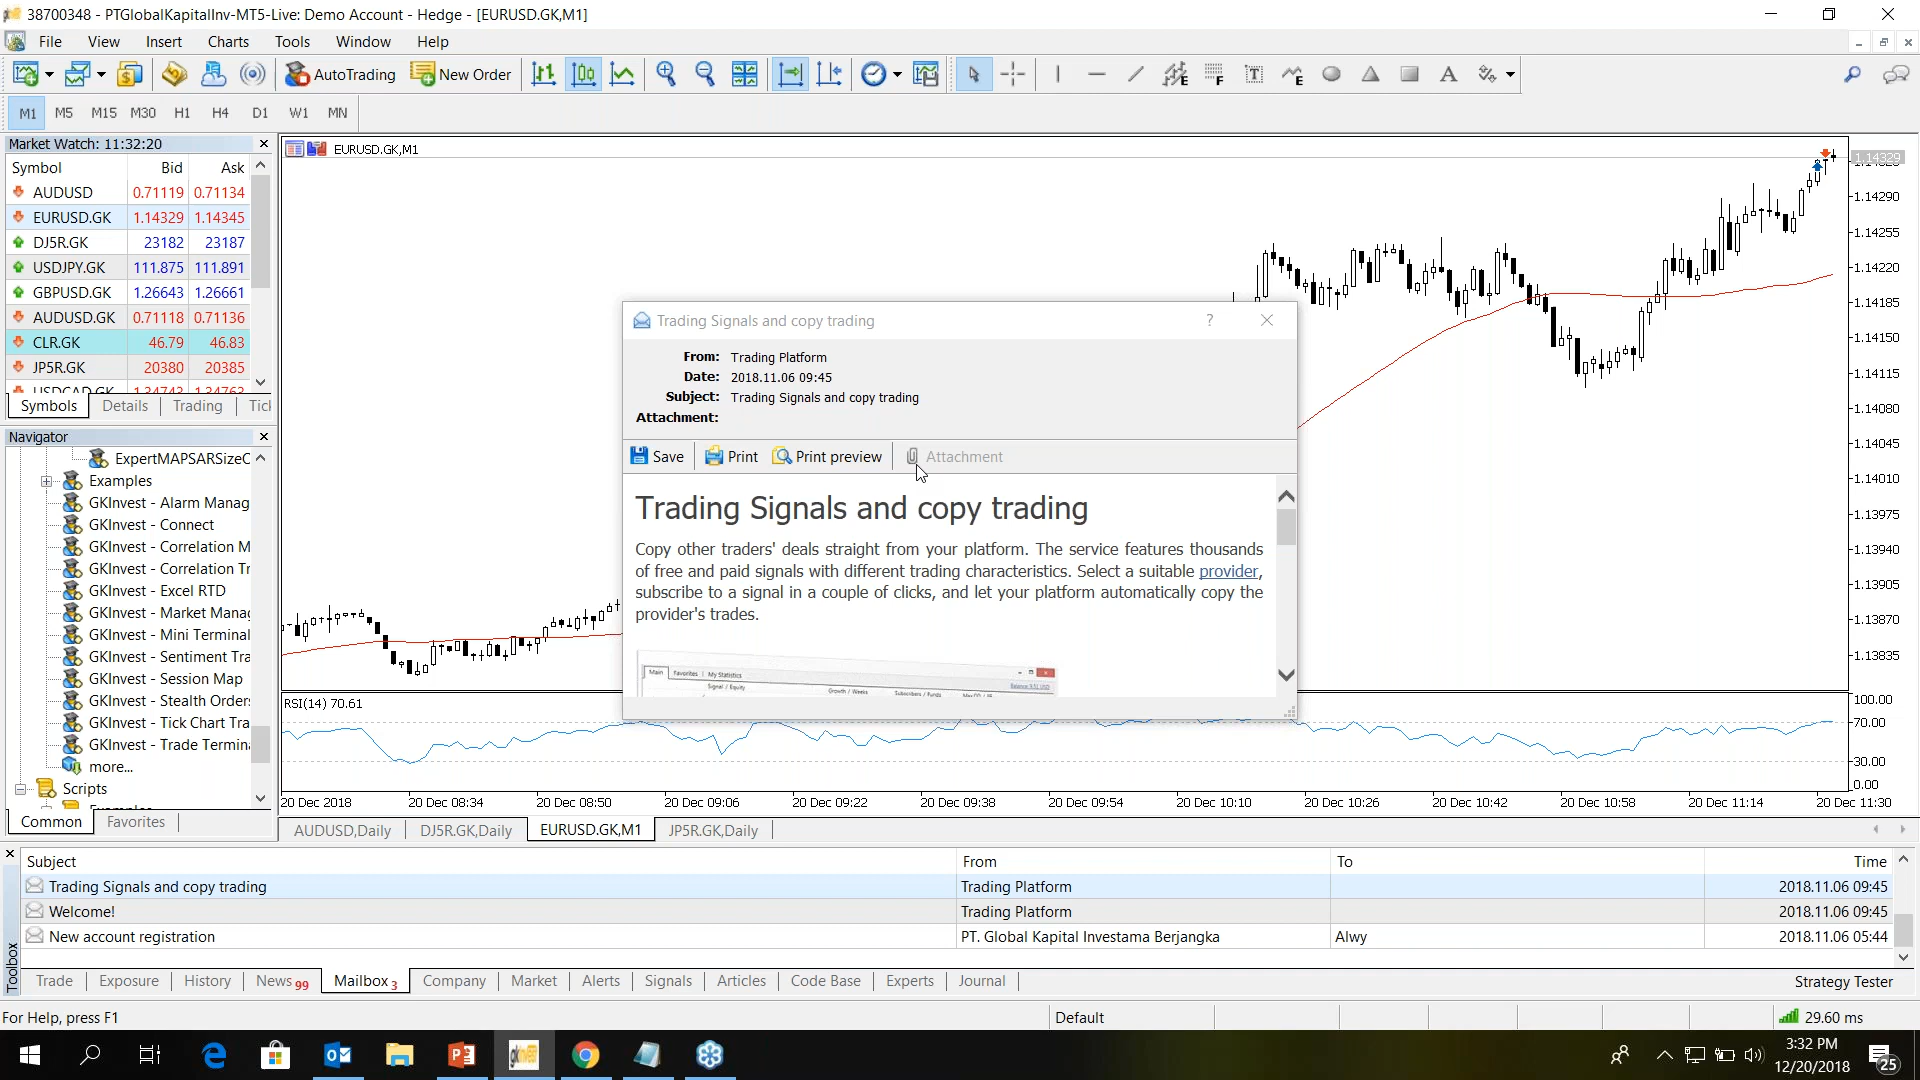 38700348 - PTGlobalKapitalInv-MT5-Live: Demo Account - Hedge - [EURUSD.GK,M1]
File View Insert Charts Tools Window Help
AutoTrading New Order
M1 M5 M15 M30 H1 H4 D1 W1 MN
Market Watch: 11:32:20
Symbol Bid Ask
AUDUSD 0.71119 0.71134
EURUSD.GK 1.14329 1.14345
DJ5R.GK 23182 23187
USDJPY.GK 111.875 111.891
GBPUSD.GK 1.26643 1.26661
AUDUSD.GK 0.71118 0.71136
CLR.GK 46.79 46.83
JP5R.GK 20380 20385
Symbols Details Trading Tick
Navigator
ExpertMAPSARSizeO
Examples
GKInvest - Alarm Manag
GKInvest - Connect
GKInvest - Correlation M
GKInvest - Correlation Tr
GKInvest - Excel RTD
GKInvest - Market Manag
GKInvest - Mini Terminal
GKInvest - Sentiment Tra
GKInvest - Session Map
GKInvest - Stealth Orders
GKInvest - Tick Chart Tra
GKInvest - Trade Termina
more...
Scripts
Common Favorites
EURUSD.GK,M1
1.14329
1.14290
1.14255
1.14220
1.14185
1.14150
1.14115
1.14080
1.14045
1.14010
1.13975
1.13940
1.13905
1.13870
1.13835
Trading Signals and copy trading ?
From: Trading Platform
Date: 2018.11.06 09:45
Subject: Trading Signals and copy trading
Attachment:
Save Print Print preview Attachment
Trading Signals and copy trading
Copy other traders' deals straight from your platform. The service features thousands
of free and paid signals with different trading characteristics. Select a suitable provider,
subscribe to a signal in a couple of clicks, and let your platform automatically copy the
provider's trades.
Main Favorites My Statistics
Signal / Equity Growth / Weeks Subscribers / Funds
RSI(14) 70.61
100.00
70.00
30.00
0.00
20 Dec 2018 20 Dec 08:34 20 Dec 08:50 20 Dec 09:06 20 Dec 09:22 20 Dec 09:38 20 Dec 09:54 20 Dec 10:10 20 Dec 10:26 20 Dec 10:42 20 Dec 10:58 20 Dec 11:14 20 Dec 11:30
AUDUSD,Daily DJ5R.GK,Daily EURUSD.GK,M1 JP5R.GK,Daily
Subject From To Time
Trading Signals and copy trading Trading Platform 2018.11.06 09:45
Welcome! Trading Platform 2018.11.06 09:45
New account registration PT. Global Kapital Investama Berjangka Alwy 2018.11.06 05:44
Toolbox
Trade Exposure History News 99 Mailbox 3 Company Market Alerts Signals Articles Code Base Experts Journal Strategy Tester
For Help, press F1 Default 29.60 ms
3:32 PM
12/20/2018
25